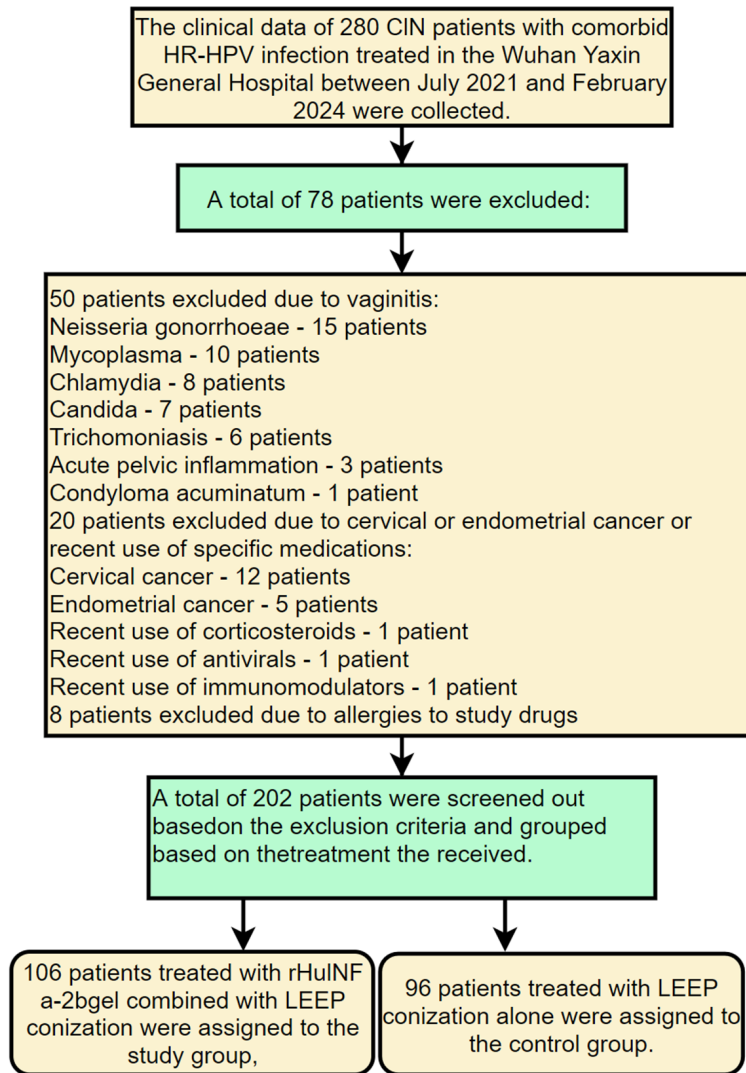 The clinical data of 280 CIN patients with comorbid
HR-HPV infection treated in the Wuhan Yaxin
General Hospital between July 2021 and February
2024 were collected.
A total of 78 patients were excluded:
50 patients excluded due to vaginitis:
Neisseria gonorrhoeae - 15 patients
Mycoplasma - 10 patients
Chlamydia - 8 patients
Candida - 7 patients
Trichomoniasis - 6 patients
Acute pelvic inflammation - 3 patients
Condyloma acuminatum - 1 patient
20 patients excluded due to cervical or endometrial cancer or
recent use of specific medications:
Cervical cancer - 12 patients
Endometrial cancer - 5 patients
Recent use of corticosteroids - 1 patient
Recent use of antivirals - 1 patient
Recent use of immunomodulators - 1 patient
8 patients excluded due to allergies to study drugs
A total of 202 patients were screened out
basedon the exclusion criteria and grouped
based on thetreatment the received.
106 patients treated with rHulNF
a-2bgel combined with LEEP
conization were assigned to the
study group,
96 patients treated with LEEP
conization alone were assigned to
the control group.